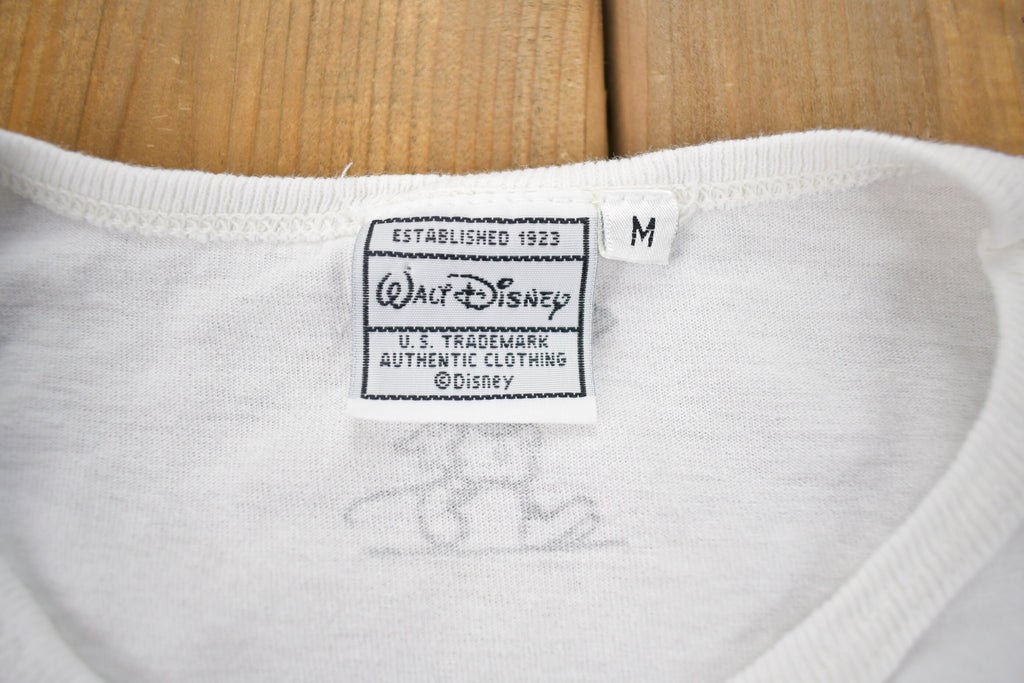 ESTABLISHED 1923
WALT DISNEY
U.S. TRADEMARK
AUTHENTIC CLOTHING
©Disney
M